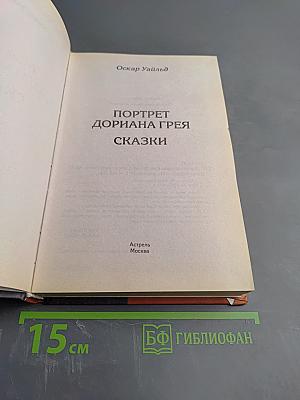 Оскар Уайльд
ПОРТРЕТ
ДОРИАНА ГРЕЯ
СКАЗКИ
Астрель
Москва
15 см
БФ ГИБЛИОФАН